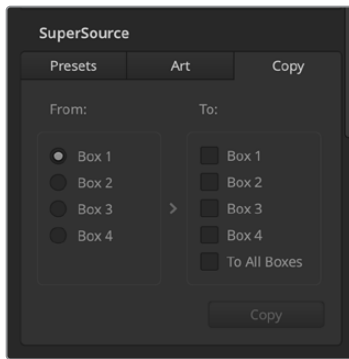 SuperSource
Presets Art Copy
From: To:
Box 1 Box 1
Box 2 Box 2
Box 3 > Box 3
Box 4 Box 4
To All Boxes
Copy